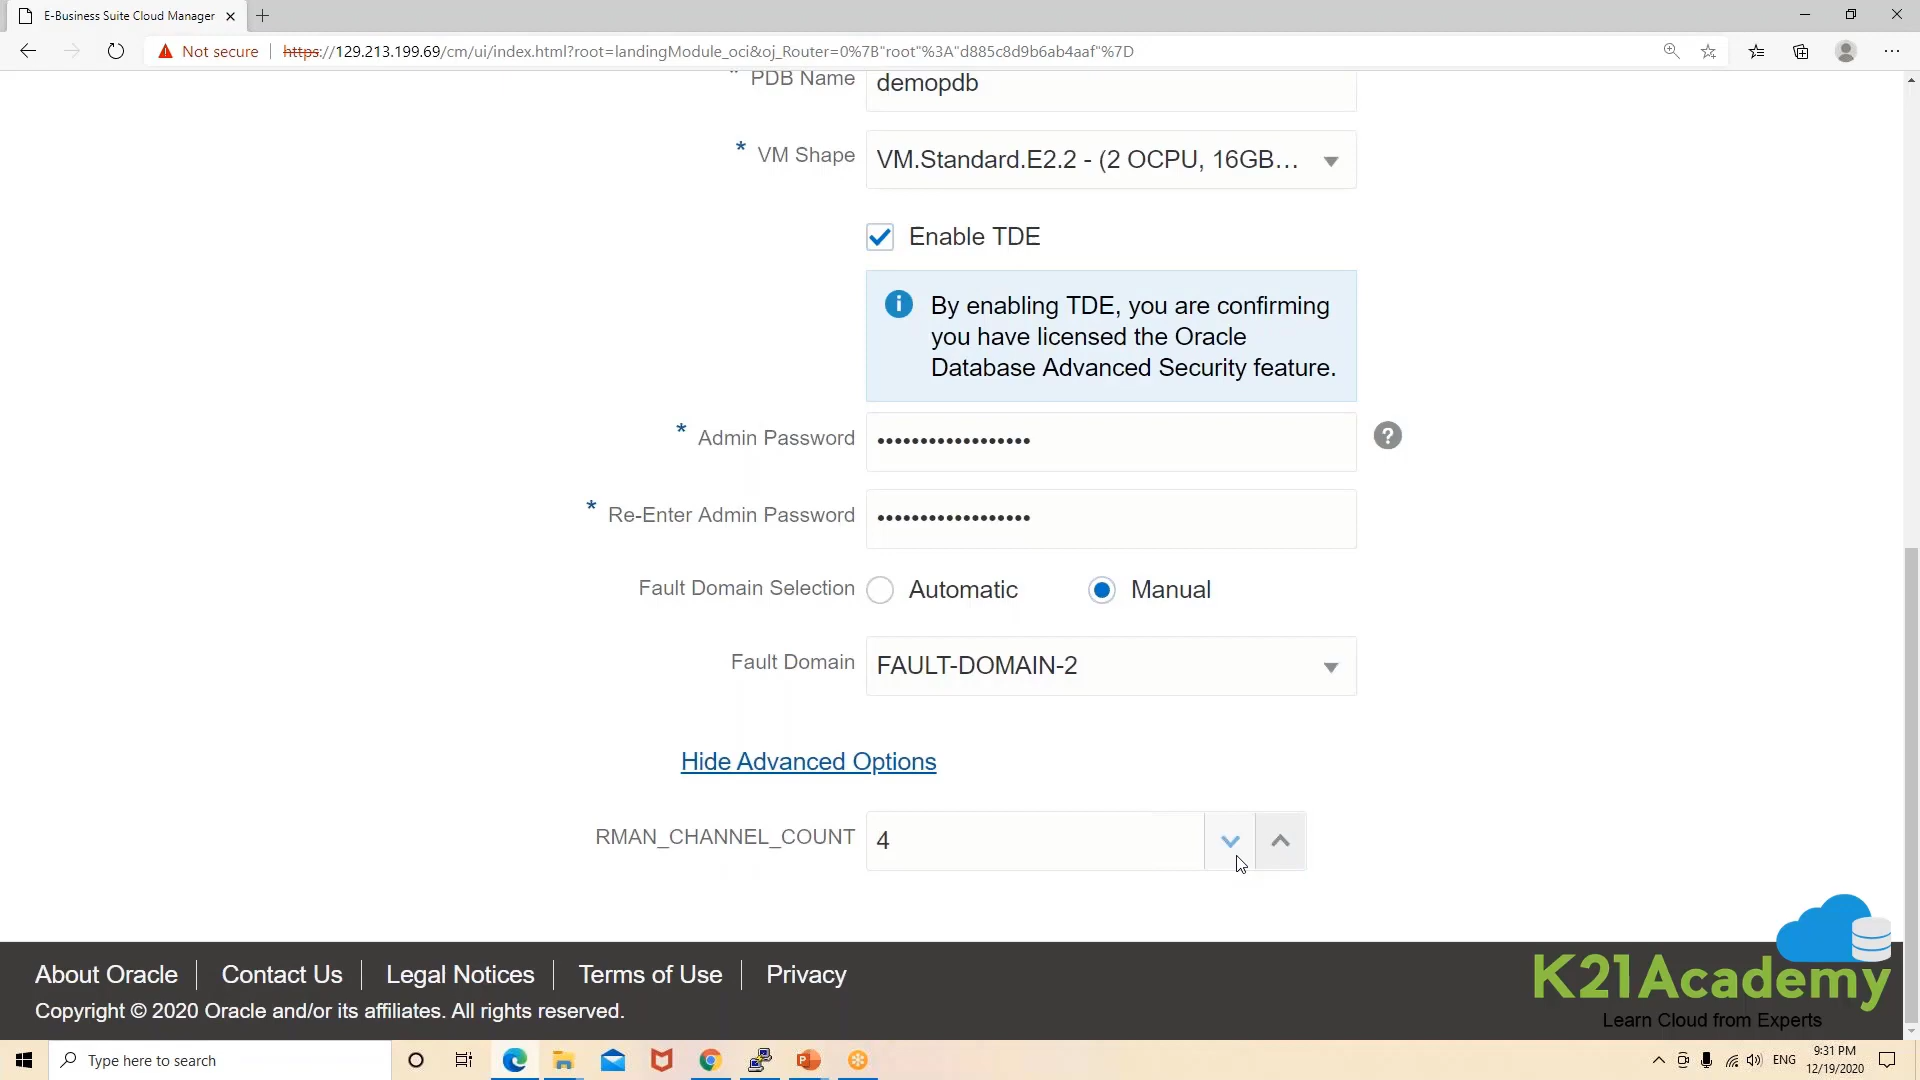 E-Business Suite Cloud Manager
Not secure
https://129.213.199.69/cm/ui/index.html?root=landingModule_oci&oj_Router=0%7B"root"%3A"d885c8d9b6ab4aaf"%7D
* PDB Name demopdb
* VM Shape VM.Standard.E2.2 - (2 OCPU, 16GB...
Enable TDE
i By enabling TDE, you are confirming
you have licensed the Oracle
Database Advanced Security feature.
* Admin Password •••••••••••••••••• ?
* Re-Enter Admin Password ••••••••••••••••••
Fault Domain Selection Automatic Manual
Fault Domain FAULT-DOMAIN-2
Hide Advanced Options
RMAN_CHANNEL_COUNT 4
About Oracle Contact Us Legal Notices Terms of Use Privacy
Copyright © 2020 Oracle and/or its affiliates. All rights reserved.
K21Academy
Learn Cloud from Experts
Type here to search
ENG
9:31 PM
12/19/2020